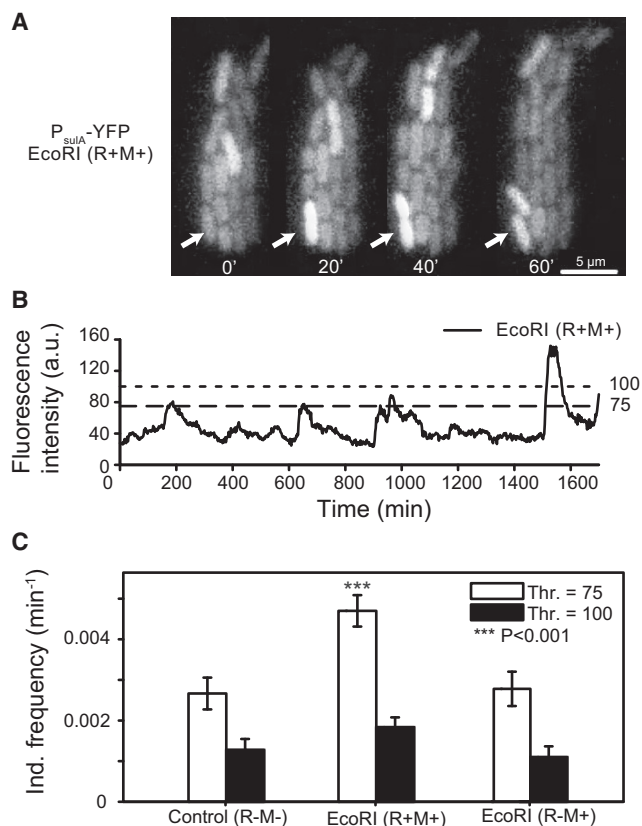 A
P_sulA-YFP
EcoRI (R+M+)
0'
20'
40'
60'
5 µm
B
EcoRI (R+M+)
Fluorescence
intensity (a.u.)
160
120
80
40
0
100
75
0
200
400
600
800
1000
1200
1400
1600
Time (min)
C
Ind. frequency (min⁻¹)
0.004
0.002
0
***
Thr. = 75
Thr. = 100
*** P<0.001
Control (R-M-)
EcoRI (R+M+)
EcoRI (R-M+)